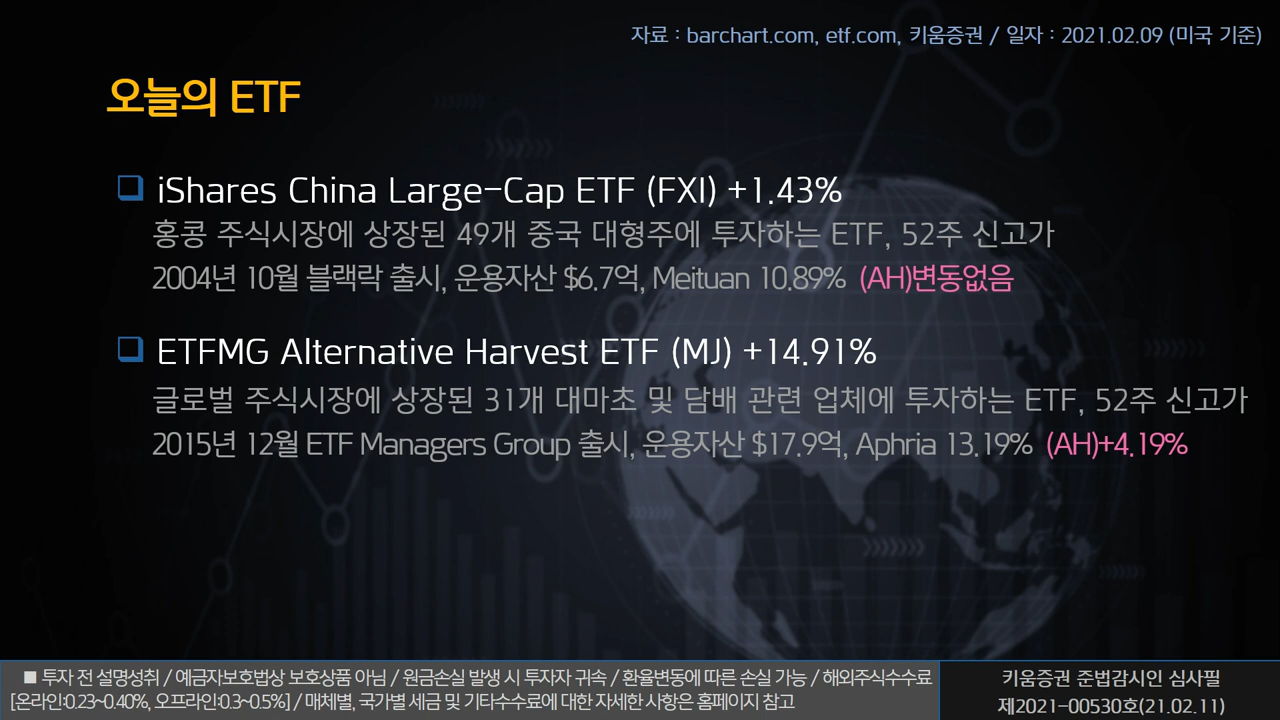 자료 : barchart.com, etf.com, 키움증권 / 일자 : 2021.02.09 (미국 기준)
오늘의 ETF
❑ iShares China Large-Cap ETF (FXI) +1.43%
홍콩 주식시장에 상장된 49개 중국 대형주에 투자하는 ETF, 52주 신고가
2004년 10월 블랙락 출시, 운용자산 $6.7억, Meituan 10.89% (AH)변동없음
❑ ETFMG Alternative Harvest ETF (MJ) +14.91%
글로벌 주식시장에 상장된 31개 대마초 및 담배 관련 업체에 투자하는 ETF, 52주 신고가
2015년 12월 ETF Managers Group 출시, 운용자산 $17.9억, Aphria 13.19% (AH)+4.19%
■ 투자 전 설명성취 / 예금자보호법상 보호상품 아님 / 원금손실 발생 시 투자자 귀속 / 환율변동에 따른 손실 가능 / 해외주식수수료
[온라인:0.23~0.40%, 오프라인:0.3~0.5%] / 매체별, 국가별 세금 및 기타수수료에 대한 자세한 사항은 홈페이지 참고
키움증권 준법감시인 심사필
제2021-00530호(21.02.11)